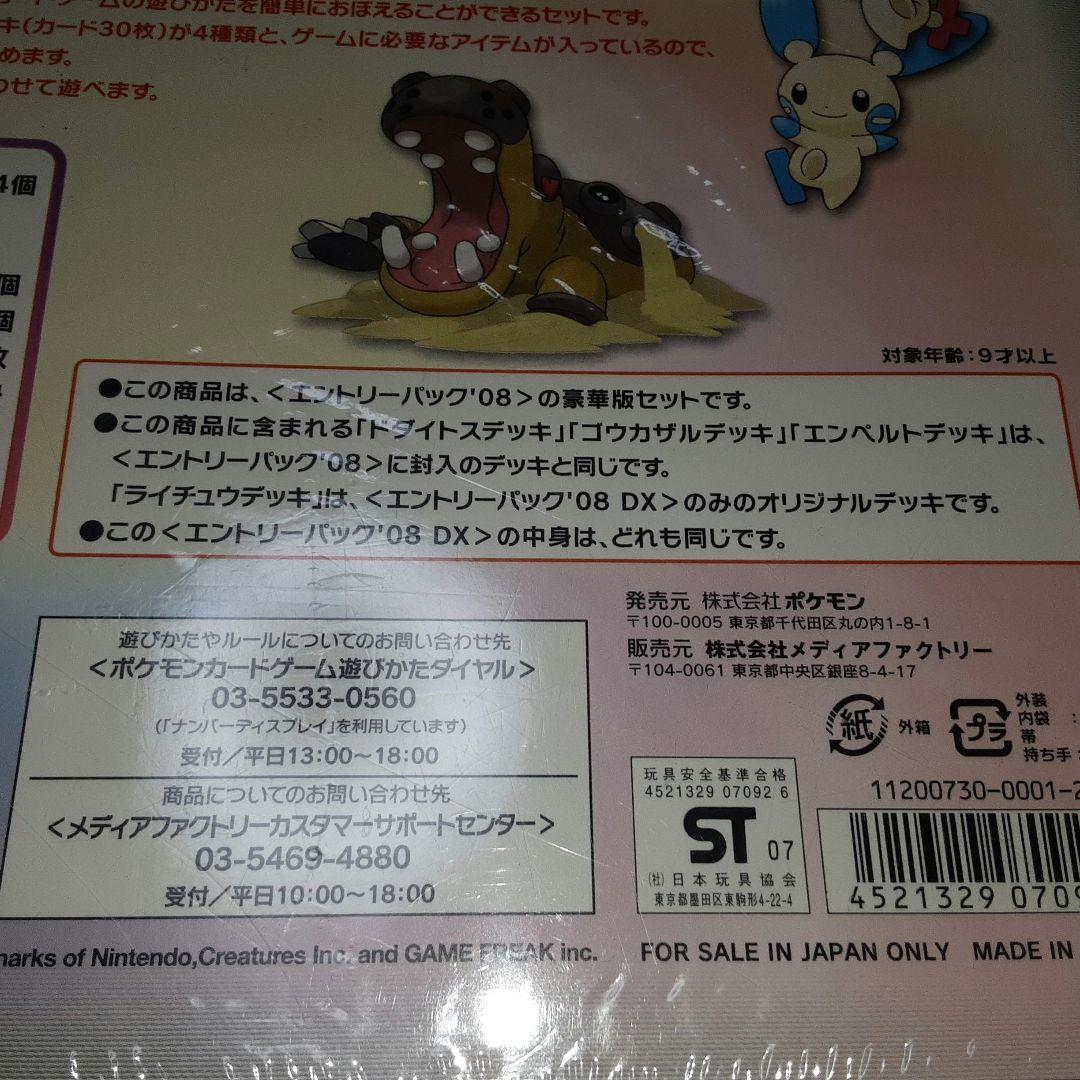 ゲームの遊びかたを簡単におぼえることができるセットです。
キ(カード30枚)が4種類と、ゲームに必要なアイテムが入っているので、
めます。
わせて遊べます。
4個
個
個
枚
対象年齢：9才以上
●この商品は、<エントリーパック'08>の豪華版セットです。
●この商品に含まれる「ドダイトスデッキ」「ゴウカザルデッキ」「エンペルトデッキ」は、
<エントリーパック'08>に封入のデッキと同じです。
「ライチュウデッキ」は、<エントリーパック'08 DX>のみのオリジナルデッキです。
●この<エントリーパック'08 DX>の中身は、どれも同じです。
遊びかたやルールについてのお問い合わせ先
<ポケモンカードゲーム遊びかたダイヤル>
03-5533-0560
(「ナンバーディスプレイ」を利用しています)
受付／平日13:00〜18:00
商品についてのお問い合わせ先
<メディアファクトリーカスタマーサポートセンター>
03-5469-4880
受付／平日10:00〜18:00
発売元 株式会社ポケモン
〒100-0005 東京都千代田区丸の内1-8-1
販売元 株式会社メディアファクトリー
〒104-0061 東京都中央区銀座8-4-17
紙 外箱
プラ
外装
内袋
帯
持ち手
玩具安全基準合格
4521329 07092 6
ST 07
(社)日本玩具協会
東京都墨田区東駒形4-22-4
11200730-0001-2
4521329 0709
marks of Nintendo,Creatures Inc. and GAME FREAK inc.
FOR SALE IN JAPAN ONLY MADE IN